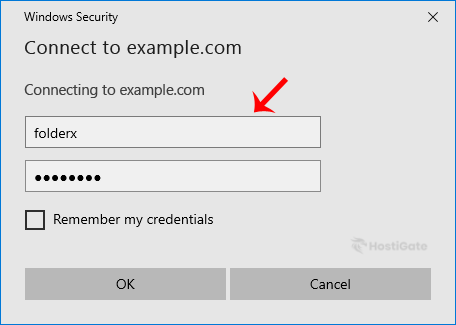 Windows Security
Connect to example.com
Connecting to example.com
folderx
●●●●●●●●
Remember my credentials
HostiGate
OK
Cancel